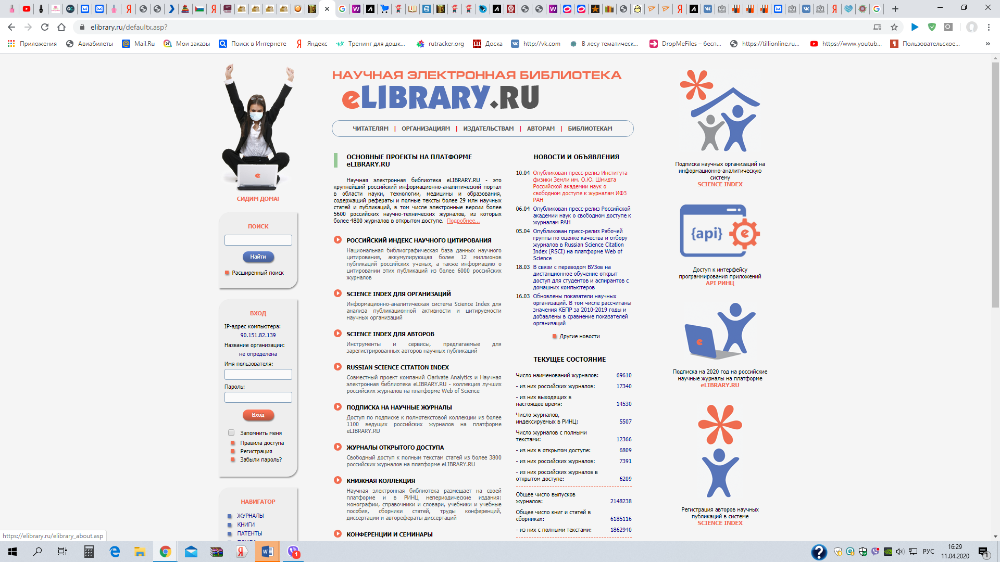 elibrary.ru/defaultx.asp?
Приложения
Авиабилеты
Mail.Ru
Мои заказы
Поиск в Интернете
Яндекс
Тренинг для дошк...
rutracker.org
Доска
http://vk.com
В лесу тематическ...
DropMeFiles – бесп...
https://tillionline.ru...
https://www.youtub...
Пользовательское...
»
СИДИМ ДОМА!
ПОИСК
Найти
Расширенный поиск
ВХОД
IP-адрес компьютера:
90.151.82.139
Название организации:
не определена
Имя пользователя:
Пароль:
Вход
Запомнить меня
Правила доступа
Регистрация
Забыли пароль?
НАВИГАТОР
ЖУРНАЛЫ
КНИГИ
ПАТЕНТЫ
НАУЧНАЯ ЭЛЕКТРОННАЯ БИБЛИОТЕКА
eLIBRARY.RU
ЧИТАТЕЛЯМ | ОРГАНИЗАЦИЯМ | ИЗДАТЕЛЬСТВАМ | АВТОРАМ | БИБЛИОТЕКАМ
ОСНОВНЫЕ ПРОЕКТЫ НА ПЛАТФОРМЕ
eLIBRARY.RU
Научная электронная библиотека eLIBRARY.RU - это
крупнейший российский информационно-аналитический портал
в области науки, технологии, медицины и образования,
содержащий рефераты и полные тексты более 29 млн научных
статей и публикаций, в том числе электронные версии более
5600 российских научно-технических журналов, из которых
более 4800 журналов в открытом доступе. Подробнее...
РОССИЙСКИЙ ИНДЕКС НАУЧНОГО ЦИТИРОВАНИЯ
Национальная библиографическая база данных научного
цитирования, аккумулирующая более 12 миллионов
публикаций российских ученых, а также информацию о
цитировании этих публикаций из более 6000 российских
журналов
SCIENCE INDEX ДЛЯ ОРГАНИЗАЦИЙ
Информационно-аналитическая система Science Index для
анализа публикационной активности и цитируемости
научных организаций
SCIENCE INDEX ДЛЯ АВТОРОВ
Инструменты и сервисы, предлагаемые для
зарегистрированных авторов научных публикаций
RUSSIAN SCIENCE CITATION INDEX
Совместный проект компаний Clarivate Analytics и Научная
электронная библиотека eLIBRARY.RU - коллекция лучших
российских журналов на платформе Web of Science
ПОДПИСКА НА НАУЧНЫЕ ЖУРНАЛЫ
Доступ по подписке к полнотекстовой коллекции из более
1100 ведущих российских журналов на платформе
eLIBRARY.RU
ЖУРНАЛЫ ОТКРЫТОГО ДОСТУПА
Свободный доступ к полным текстам статей из более 3800
российских журналов на платформе eLIBRARY.RU
КНИЖНАЯ КОЛЛЕКЦИЯ
Научная электронная библиотека размещает на своей
платформе и в РИНЦ непериодические издания:
монографии, справочники и словари, учебники и учебные
пособия, сборники статей, труды конференций,
диссертации и авторефераты диссертаций
КОНФЕРЕНЦИИ И СЕМИНАРЫ
НОВОСТИ И ОБЪЯВЛЕНИЯ
10.04 Опубликован пресс-релиз Института
физики Земли им. О.Ю. Шмидта
Российской академии наук о
свободном доступе к журналам ИФЗ
РАН
06.04 Опубликован пресс-релиз Российской
академии наук о свободном доступе к
журналам РАН
05.04 Опубликован пресс-релиз Рабочей
группы по оценке качества и отбору
журналов в Russian Science Citation
Index (RSCI) на платформе Web of
Science
18.03 В связи с переводом ВУЗов на
дистанционное обучение открыт
доступ для студентов и аспирантов с
домашних компьютеров
16.03 Обновлены показатели научных
организаций. В том числе рассчитаны
значения КБПР за 2010-2019 годы и
добавлены в сравнение показателей
организаций
Другие новости
ТЕКУЩЕЕ СОСТОЯНИЕ
Число наименований журналов: 69610
- из них российских журналов: 17340
- из них выходящих в
настоящее время: 14530
Число журналов,
индексируемых в РИНЦ: 5507
Число журналов с полными
текстами: 12366
- из них в открытом доступе: 6809
- из них российских журналов: 7391
- из них российских журналов в
открытом доступе: 6209
Общее число выпусков
журналов: 2148238
Общее число книг и статей в
сборниках: 6185116
- из них с полными текстами: 1862940
Подписка научных организаций на
информационно-аналитическую
систему
SCIENCE INDEX
{api} e
Доступ к интерфейсу
программирования приложений
API РИНЦ
Подписка на 2020 год на российские
научные журналы на платформе
eLIBRARY.RU
Регистрация авторов научных
публикаций в системе
SCIENCE INDEX
https://elibrary.ru/elibrary_about.asp
РУС
16:29
11.04.2020